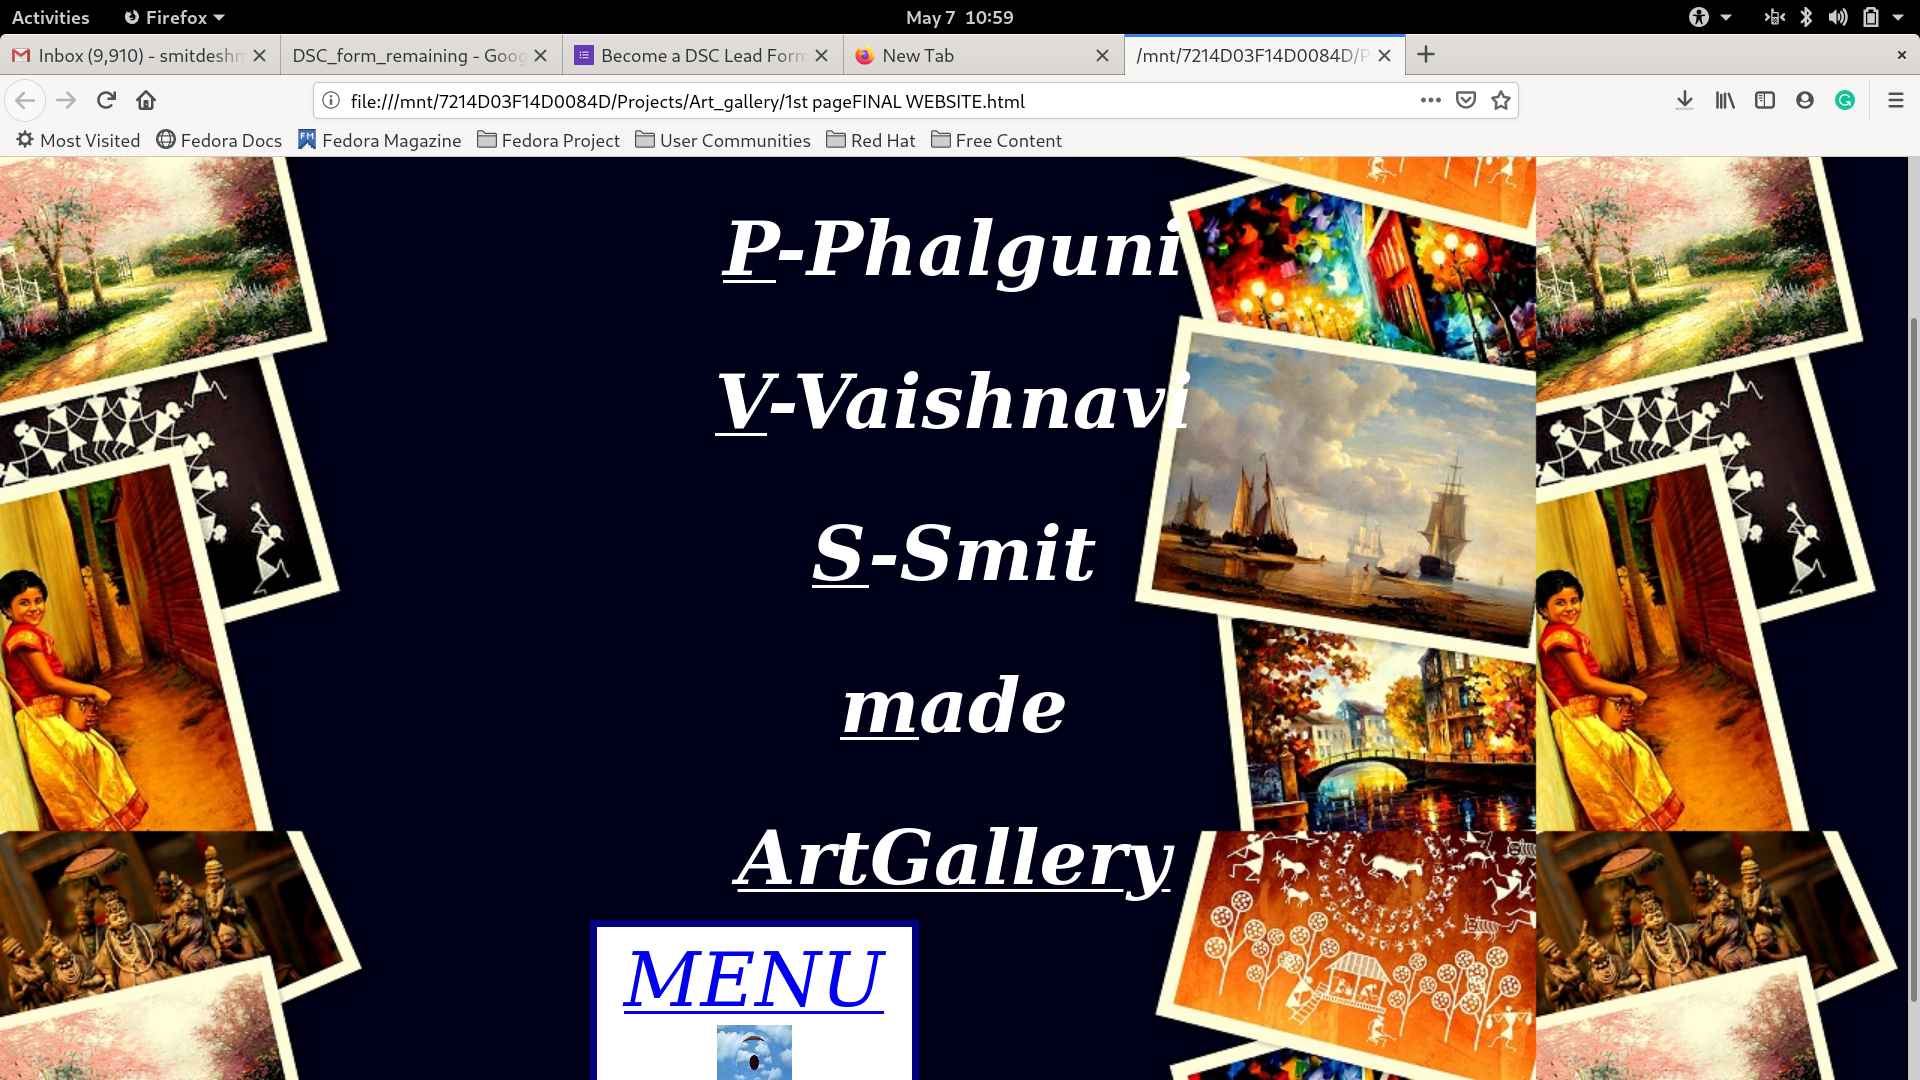 Activities Firefox May 7 10:59
Inbox (9,910) - smitdeshm DSC_form_remaining - Goog Become a DSC Lead Form New Tab /mnt/7214D03F14D0084D/P
file:///mnt/7214D03F14D0084D/Projects/Art_gallery/1st pageFINAL WEBSITE.html
Most Visited Fedora Docs FM Fedora Magazine Fedora Project User Communities Red Hat Free Content
P-Phalguni
V-Vaishnavi
S-Smit
made
ArtGallery
MENU